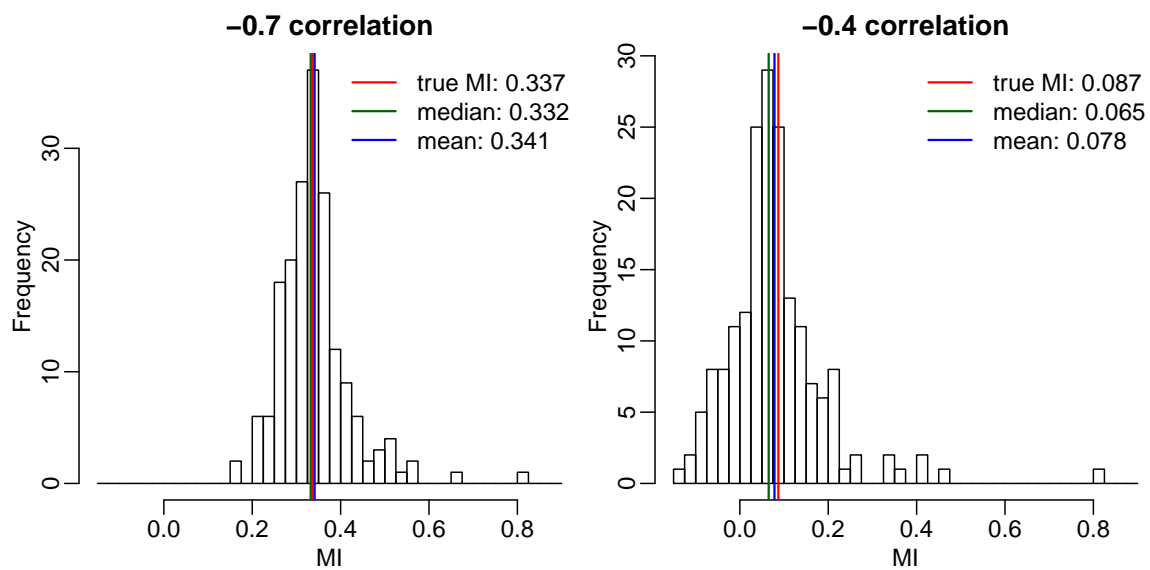 −0.7 correlation
true MI: 0.337
median: 0.332
mean: 0.341
Frequency
0
10
20
30
0.0 0.2 0.4 0.6 0.8
MI
−0.4 correlation
true MI: 0.087
median: 0.065
mean: 0.078
Frequency
0
5
10
15
20
25
30
0.0 0.2 0.4 0.6 0.8
MI